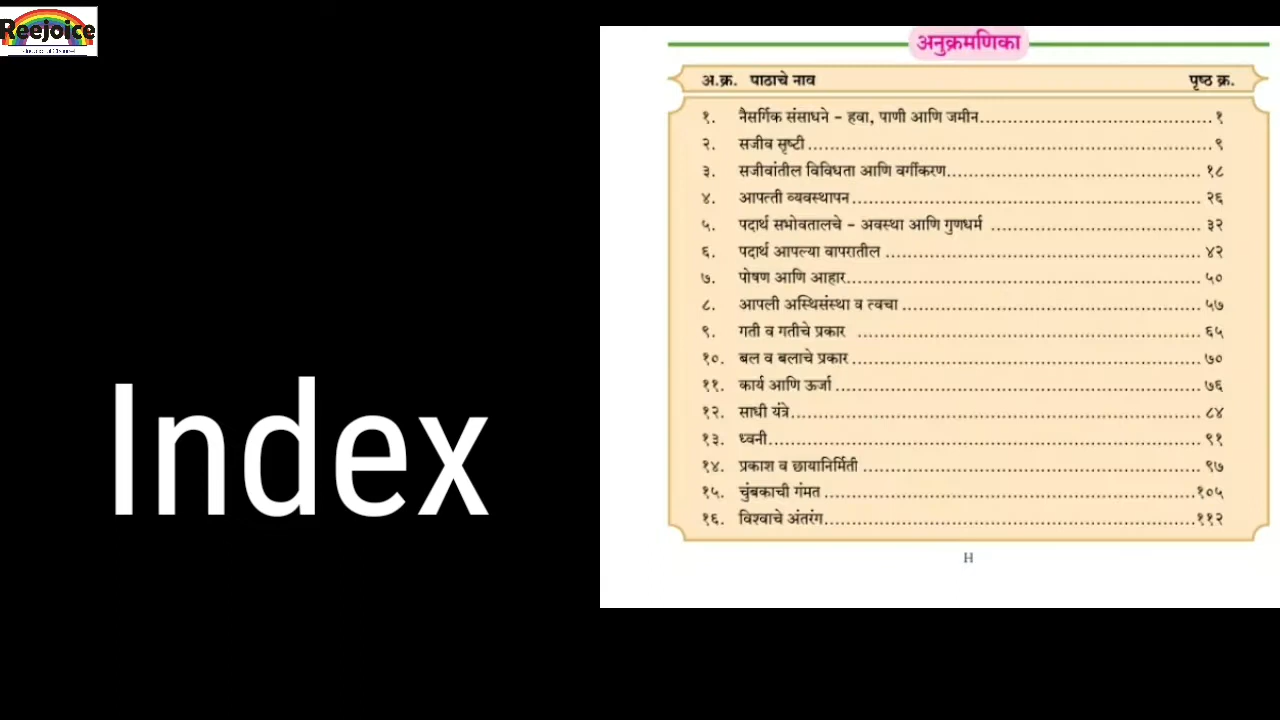 Reejoice
Index
अनुक्रमणिका
अ.क्र. पाठाचे नाव पृष्ठ क्र.
१. नैसर्गिक संसाधने - हवा, पाणी आणि जमीन १
२. सजीव सृष्टी ९
३. सजीवांतील विविधता आणि वर्गीकरण १८
४. आपत्ती व्यवस्थापन २६
५. पदार्थ सभोवतालचे - अवस्था आणि गुणधर्म ३२
६. पदार्थ आपल्या वापरातील ४२
७. पोषण आणि आहार ५०
८. आपली अस्थिसंस्था व त्वचा ५७
९. गती व गतीचे प्रकार ६५
१०. बल व बलाचे प्रकार ७०
११. कार्य आणि ऊर्जा ७६
१२. साधी यंत्रे ८४
१३. ध्वनी ९१
१४. प्रकाश व छायानिर्मिती ९७
१५. चुंबकाची गंमत १०५
१६. विश्वाचे अंतरंग ११२
H